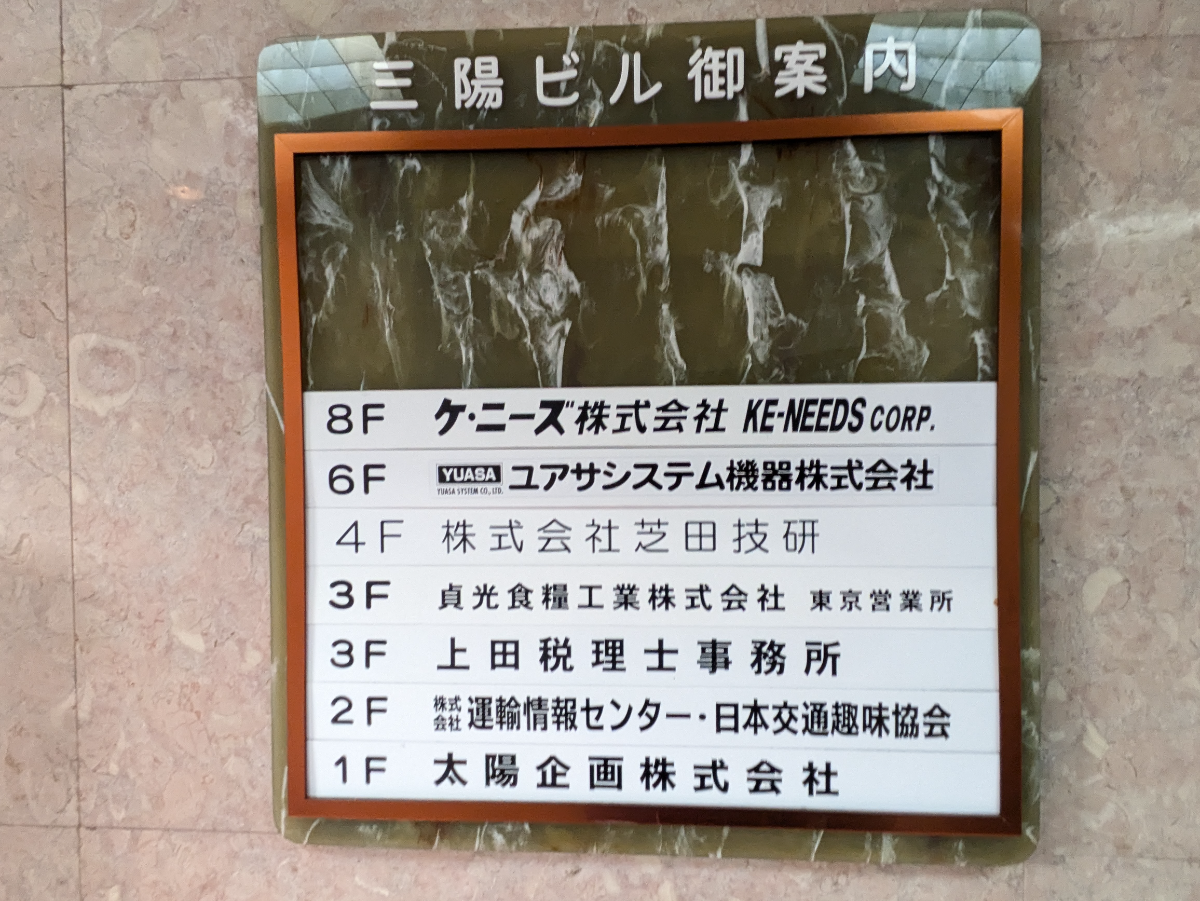 三陽ビル御案内
8F ケ・ニーズ株式会社 KE-NEEDS CORP.
6F YUASA YUASA SYSTEM CO., LTD. ユアサシステム機器株式会社
4F 株式会社芝田技研
3F 貞光食糧工業株式会社 東京営業所
3F 上田税理士事務所
2F 株式会社 運輸情報センター・日本交通趣味協会
1F 太陽企画株式会社